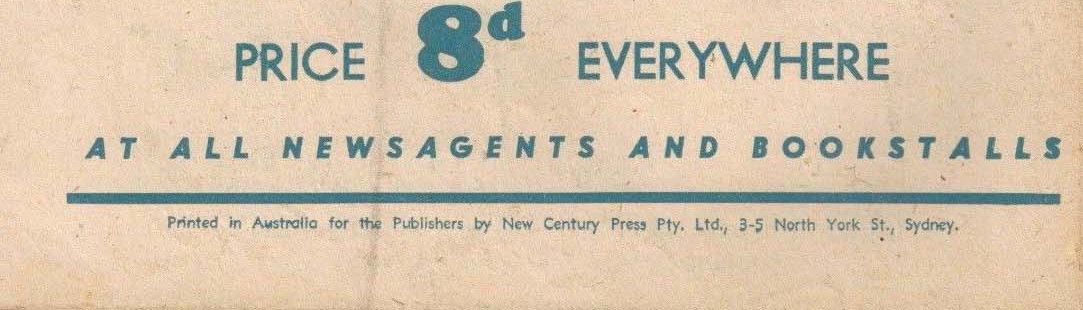 PRICE 8d EVERYWHERE
AT ALL NEWSAGENTS AND BOOKSTALLS
Printed in Australia for the Publishers by New Century Press Pty. Ltd., 3-5 North York St., Sydney.